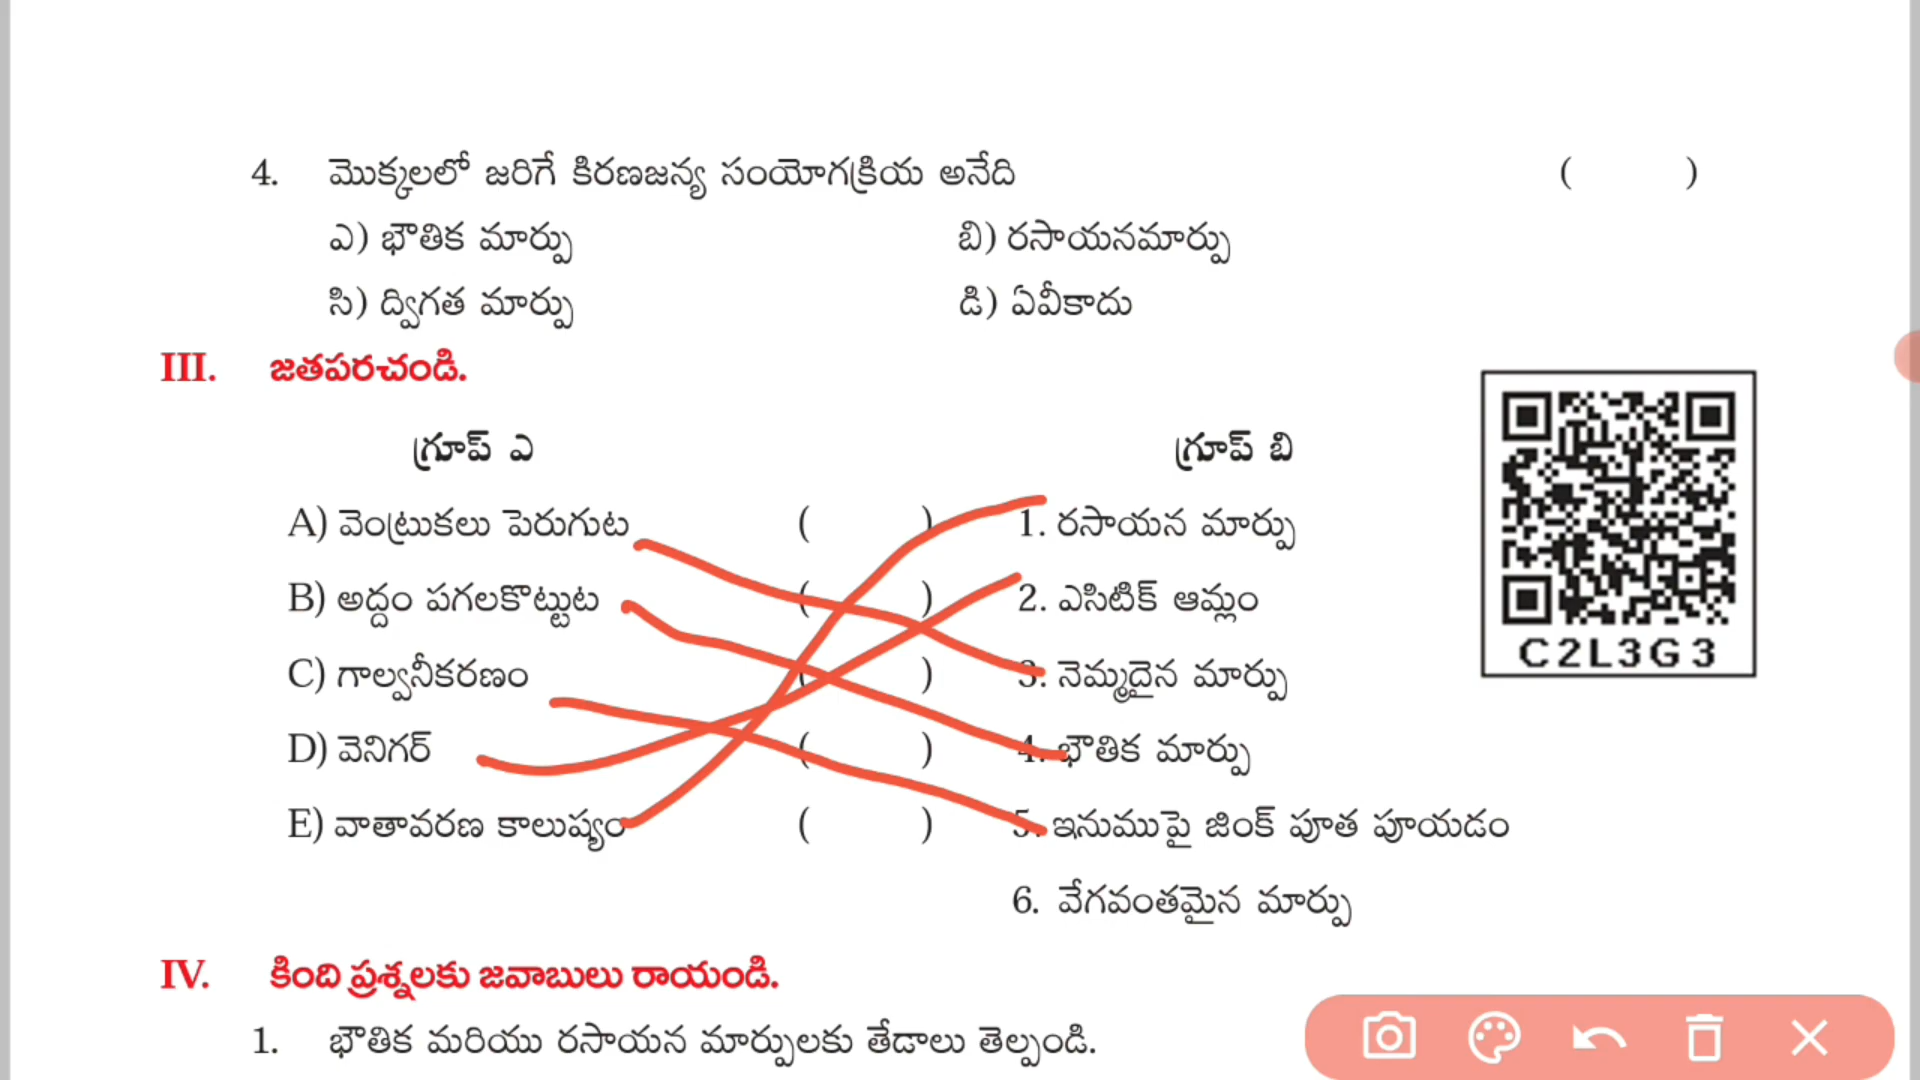 4. మొక్కలలో జరిగే కిరణజన్య సంయోగక్రియ అనేది ( )
ఎ) భౌతిక మార్పు బి) రసాయనమార్పు
సి) ద్విగత మార్పు డి) ఏవీకాదు
III. జతపరచండి.
గ్రూప్ ఎ గ్రూప్ బి
A) వెంట్రుకలు పెరుగుట ( ) 1. రసాయన మార్పు
B) అద్దం పగలకొట్టుట ( ) 2. ఎసిటిక్ ఆమ్లం
C) గాల్వనీకరణం ( ) 3. నెమ్మదైన మార్పు
D) వెనిగర్ ( ) 4. భౌతిక మార్పు
E) వాతావరణ కాలుష్యం ( ) 5. ఇనుముపై జింక్ పూత పూయడం
6. వేగవంతమైన మార్పు
C2L3G3
IV. కింది ప్రశ్నలకు జవాబులు రాయండి.
1. భౌతిక మరియు రసాయన మార్పులకు తేడాలు తెల్పండి.